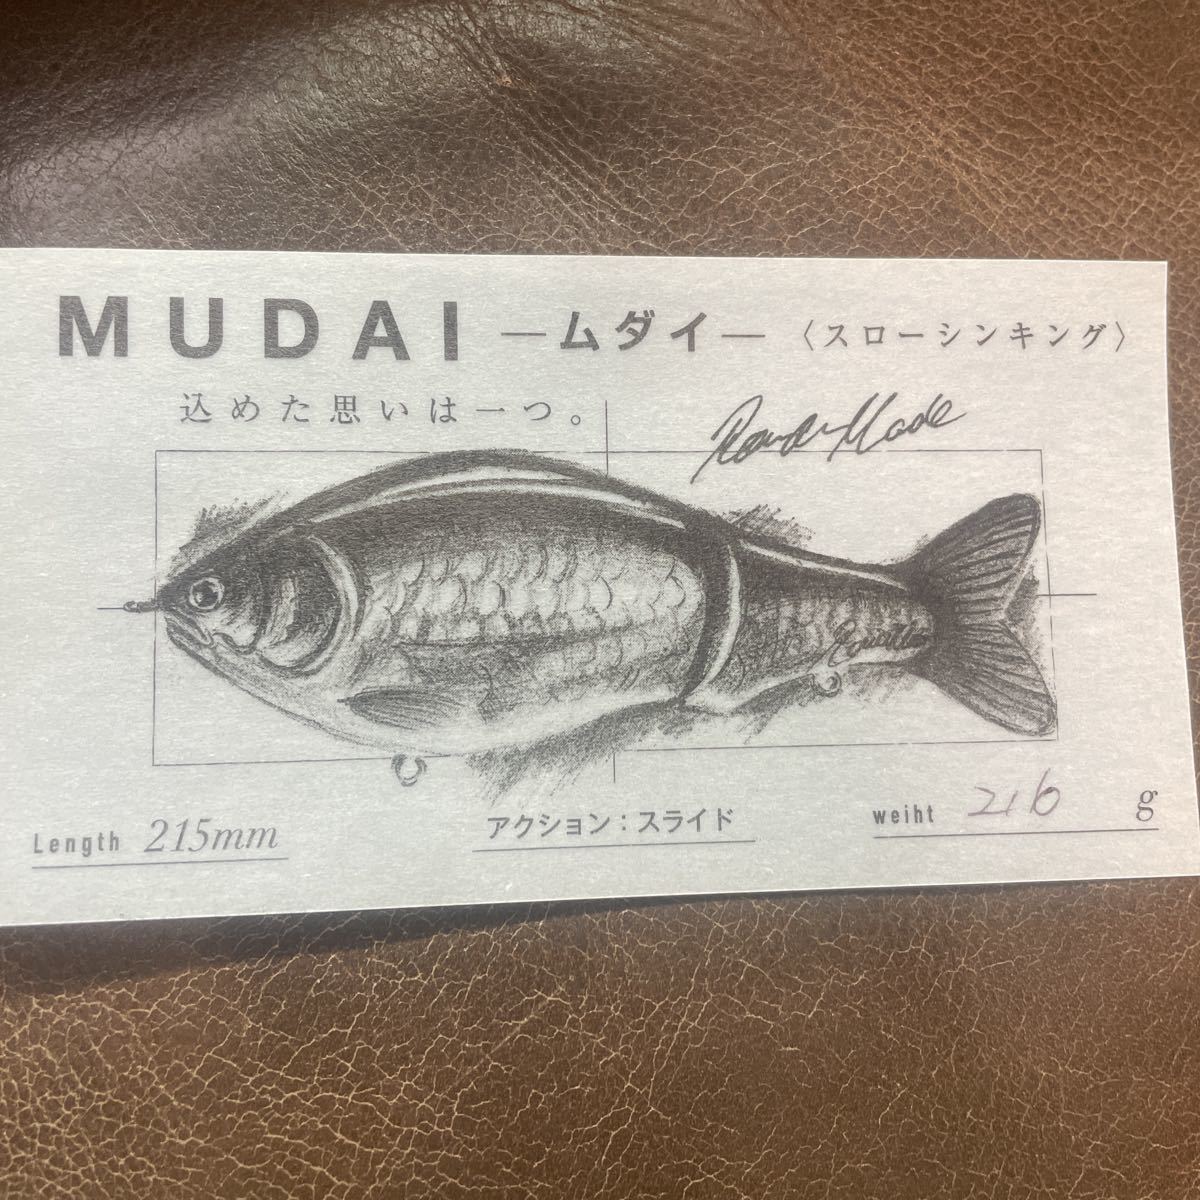 MUDAI —ムダイ— 〈スローシンキング〉
込めた思いは一つ。
Length 215mm
アクション：スライド
weiht 216 g